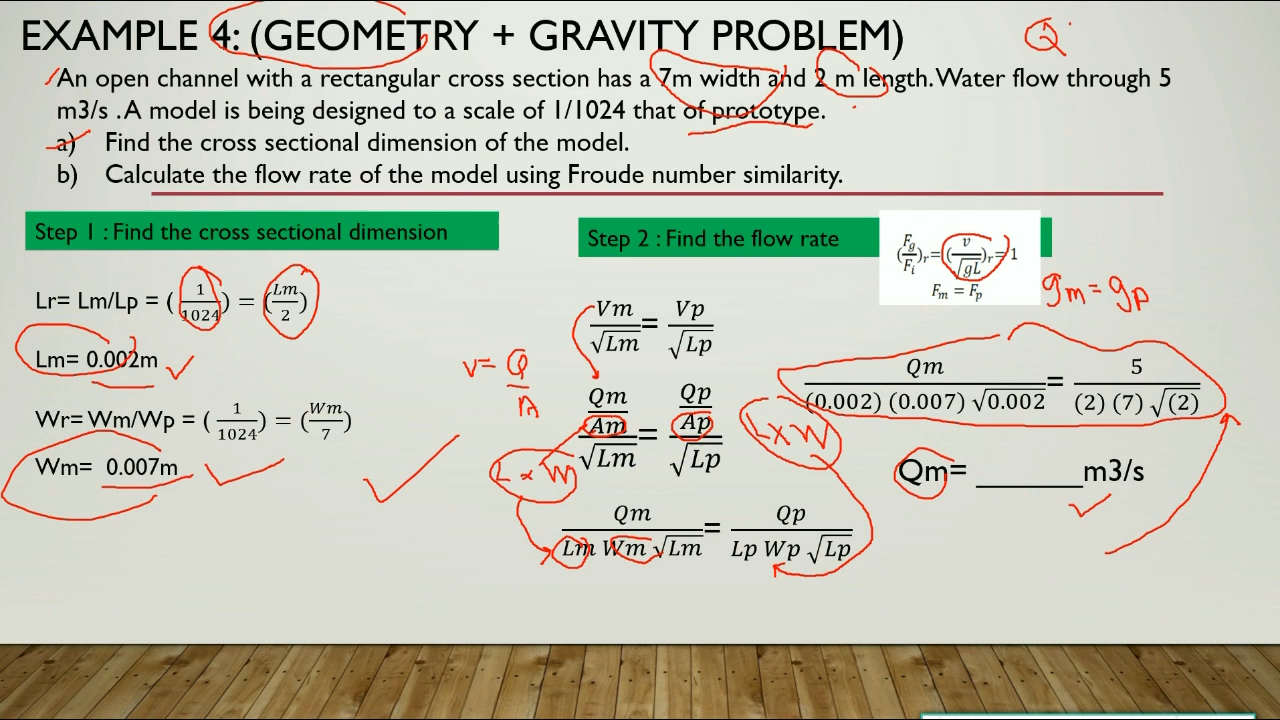 EXAMPLE 4: (GEOMETRY + GRAVITY PROBLEM)
Q
An open channel with a rectangular cross section has a 7m width and 2 m length. Water flow through 5
m3/s . A model is being designed to a scale of 1/1024 that of prototype.
a) Find the cross sectional dimension of the model.
b) Calculate the flow rate of the model using Froude number similarity.
Step 1 : Find the cross sectional dimension
Lr= Lm/Lp = ( 1/1024 ) = (Lm/2)
Lm= 0.002m
Wr= Wm/Wp = ( 1/1024 ) = (Wm/7)
Wm= 0.007m
Step 2 : Find the flow rate
(Fg/Fi)r=(v/√gL)r=1
Fm = Fp
gm = gp
Vm/√Lm = Vp/√Lp
v= Q/A
Qm/Am/√Lm = Qp/Ap/√Lp
L x W
L x W
Qm/Lm Wm √Lm = Qp/Lp Wp √Lp
Qm/(0.002) (0.007) √0.002 = 5/(2) (7) √(2)
Qm= _______m3/s